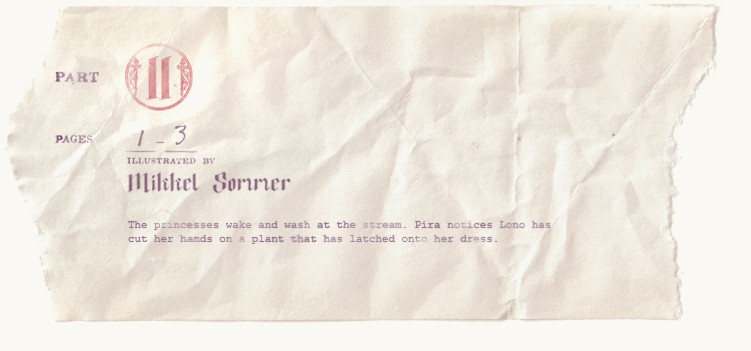 PART 11
PAGES 1-3
ILLUSTRATED BY
Mikkel Sommer
The princesses wake and wash at the stream. Pira notices Lono has
cut her hands on a plant that has latched onto her dress.